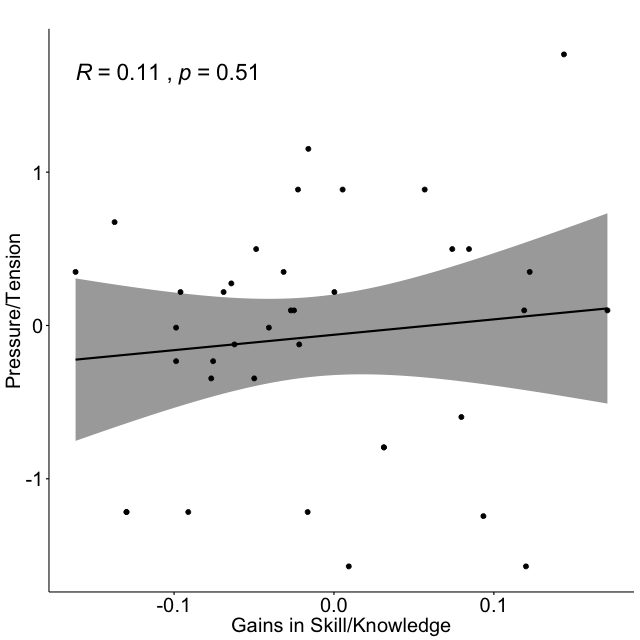 R = 0.11 , p = 0.51
1
0
-1
Pressure/Tension
-0.1 0.0 0.1
Gains in Skill/Knowledge